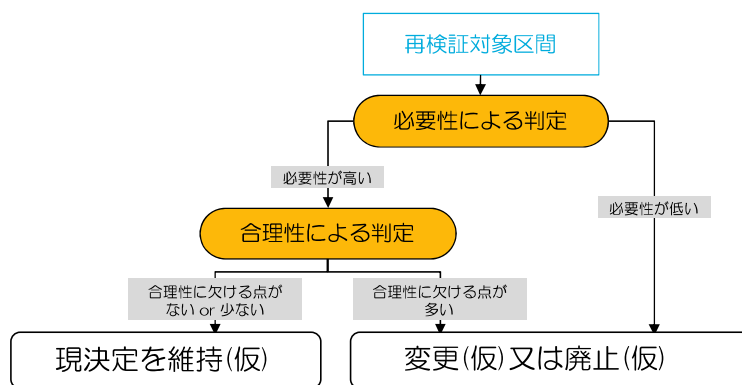 再検証対象区間
必要性による判定
必要性が高い
必要性が低い
合理性による判定
合理性に欠ける点が
ない or 少ない
合理性に欠ける点が
多い
現決定を維持(仮)
変更(仮)又は廃止(仮)